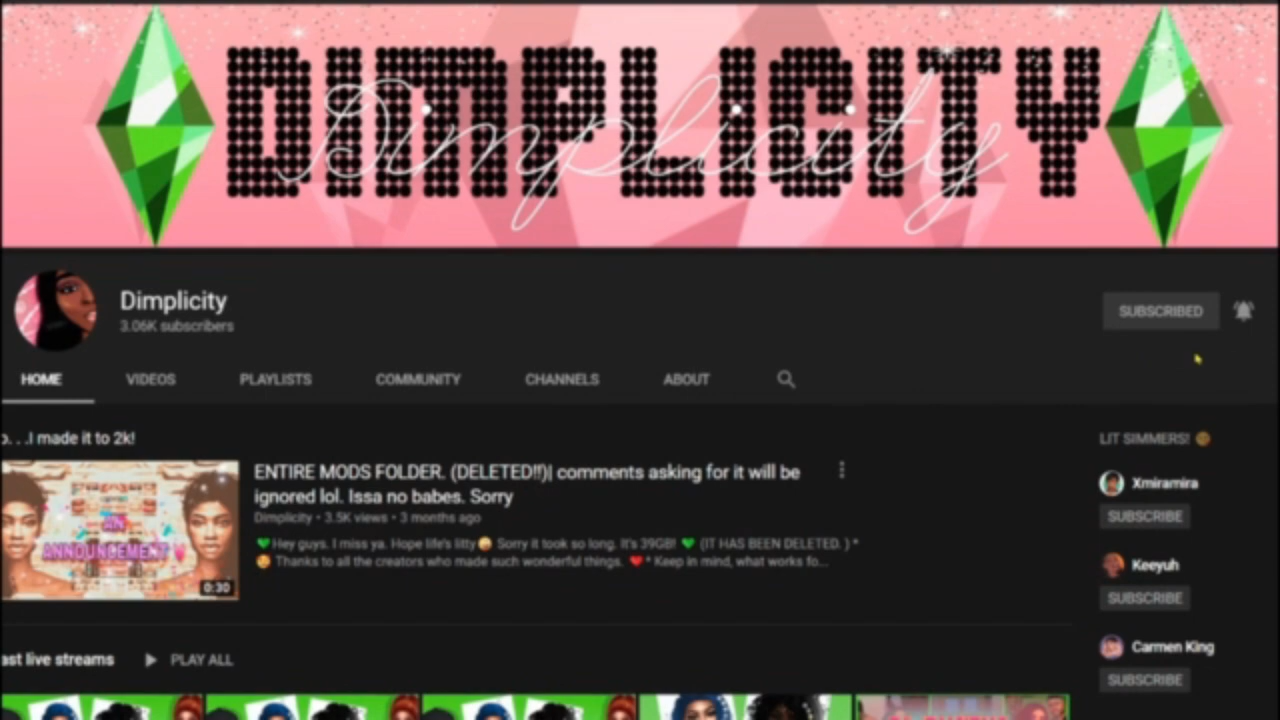 DIMPLICITY
Dimplicity
Dimplicity
3.06K subscribers
SUBSCRIBED
HOME VIDEOS PLAYLISTS COMMUNITY CHANNELS ABOUT
. . .I made it to 2k!
LIT SIMMERS!
AN
ANNOUNCEMENT
0:30
ENTIRE MODS FOLDER. (DELETED!!)| comments asking for it will be
ignored lol. Issa no babes. Sorry
Dimplicity • 3.5K views • 3 months ago
💚Hey guys. I miss ya. Hope life's litty😄 Sorry it took so long. It's 39GB! 💚 (IT HAS BEEN DELETED. ) *
Thanks to all the creators who made such wonderful things. ❤️ * Keep in mind, what works fo...
Xmiramira
SUBSCRIBE
Keeyuh
SUBSCRIBE
Carmen King
SUBSCRIBE
ast live streams PLAY ALL